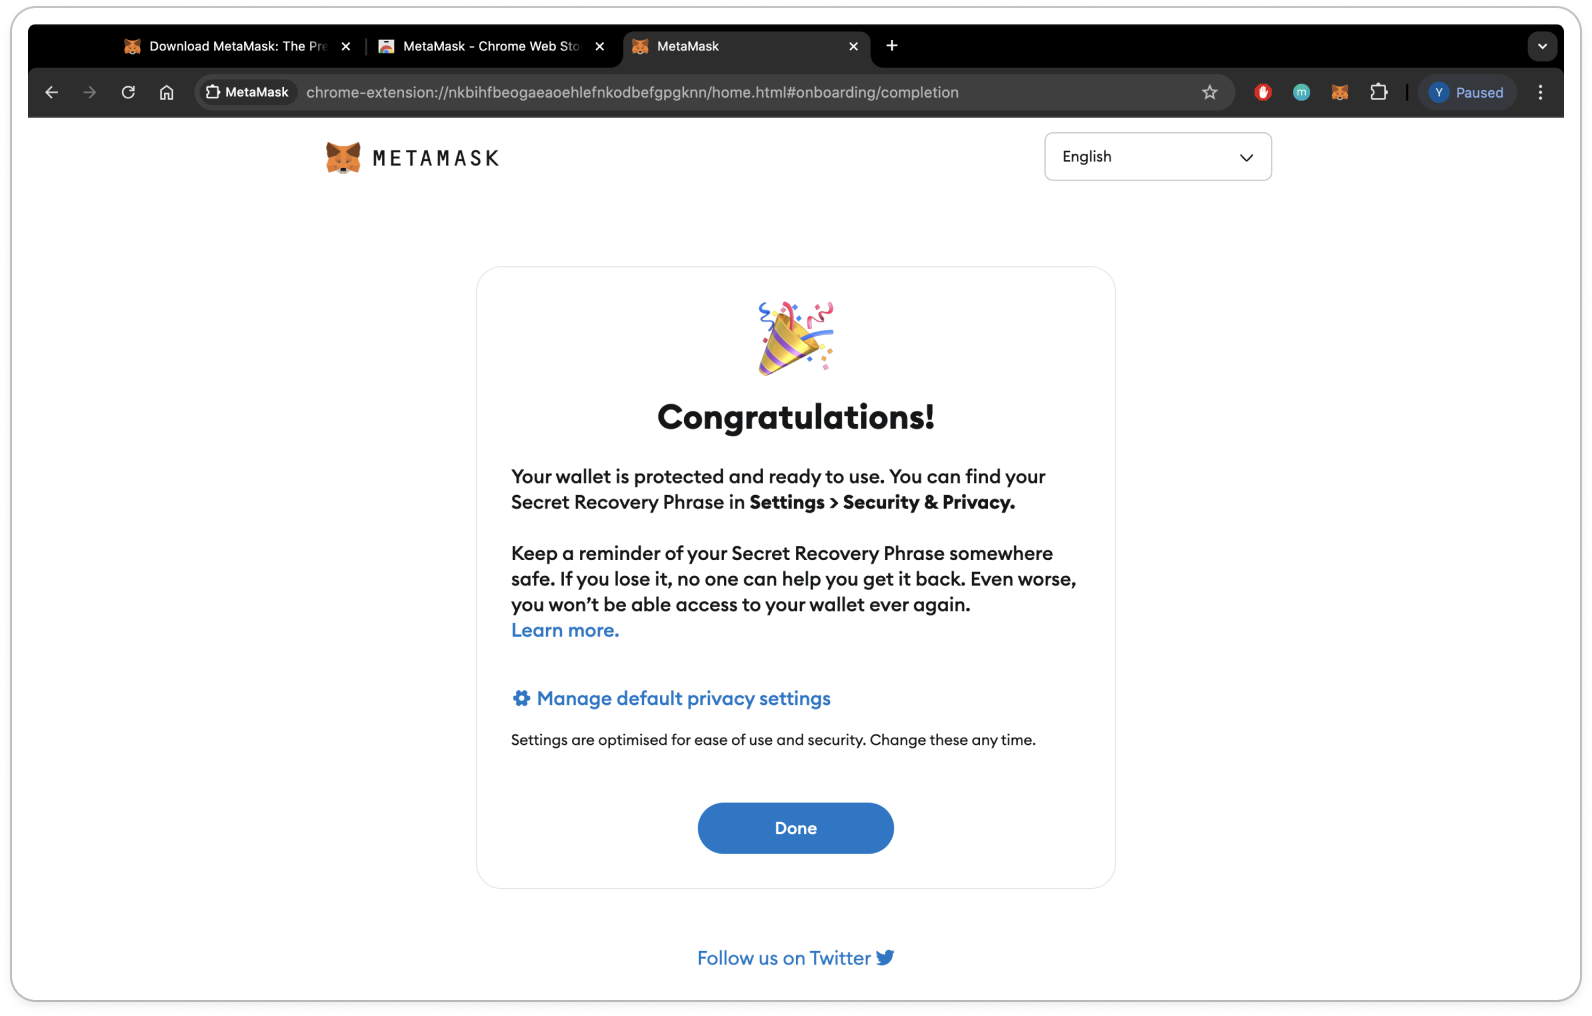 Download MetaMask: The Pre
MetaMask - Chrome Web Sto
MetaMask
MetaMask
chrome-extension://nkbihfbeogaeaoehlefnkodbefgpgknn/home.html#onboarding/completion
m
Y
Paused
METAMASK
English
Congratulations!
Your wallet is protected and ready to use. You can find your
Secret Recovery Phrase in Settings > Security & Privacy.
Keep a reminder of your Secret Recovery Phrase somewhere
safe. If you lose it, no one can help you get it back. Even worse,
you won’t be able access to your wallet ever again.
Learn more.
Manage default privacy settings
Settings are optimised for ease of use and security. Change these any time.
Done
Follow us on Twitter